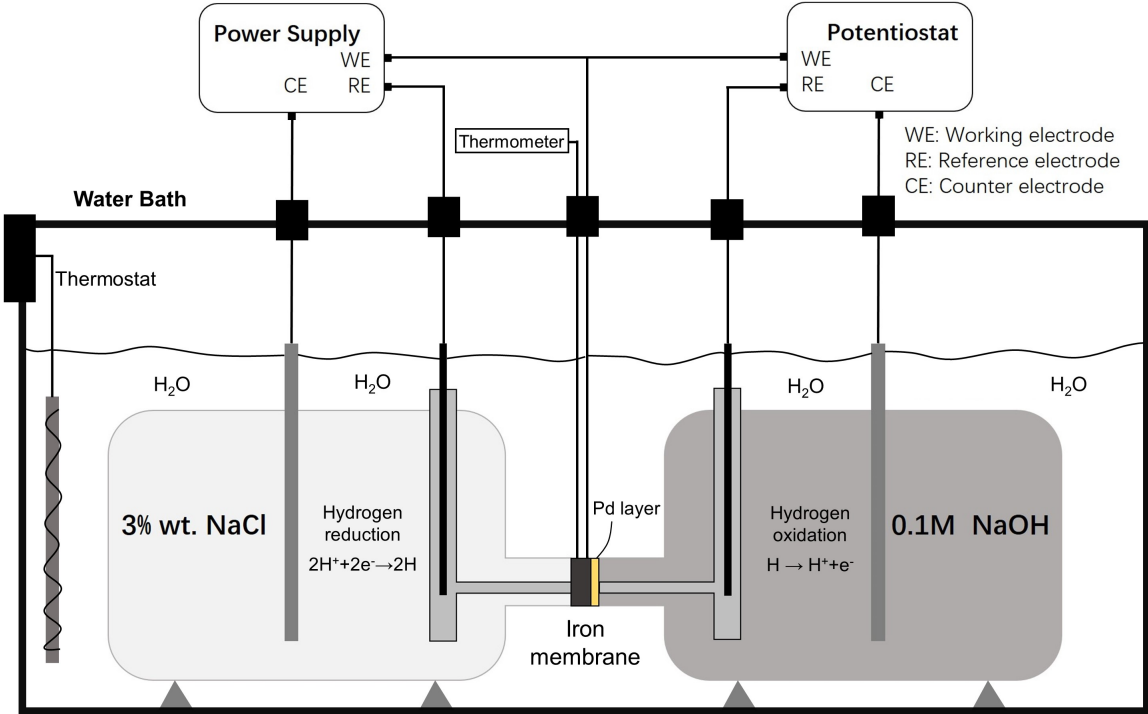 Power Supply
WE
CE RE
Potentiostat
WE
RE CE
Thermometer
WE: Working electrode
RE: Reference electrode
CE: Counter electrode
Water Bath
Thermostat
H₂O
H₂O
H₂O
H₂O
3% wt. NaCl
Hydrogen
reduction
2H⁺+2e⁻→2H
Pd layer
Hydrogen
oxidation
H → H⁺+e⁻
0.1M NaOH
Iron
membrane